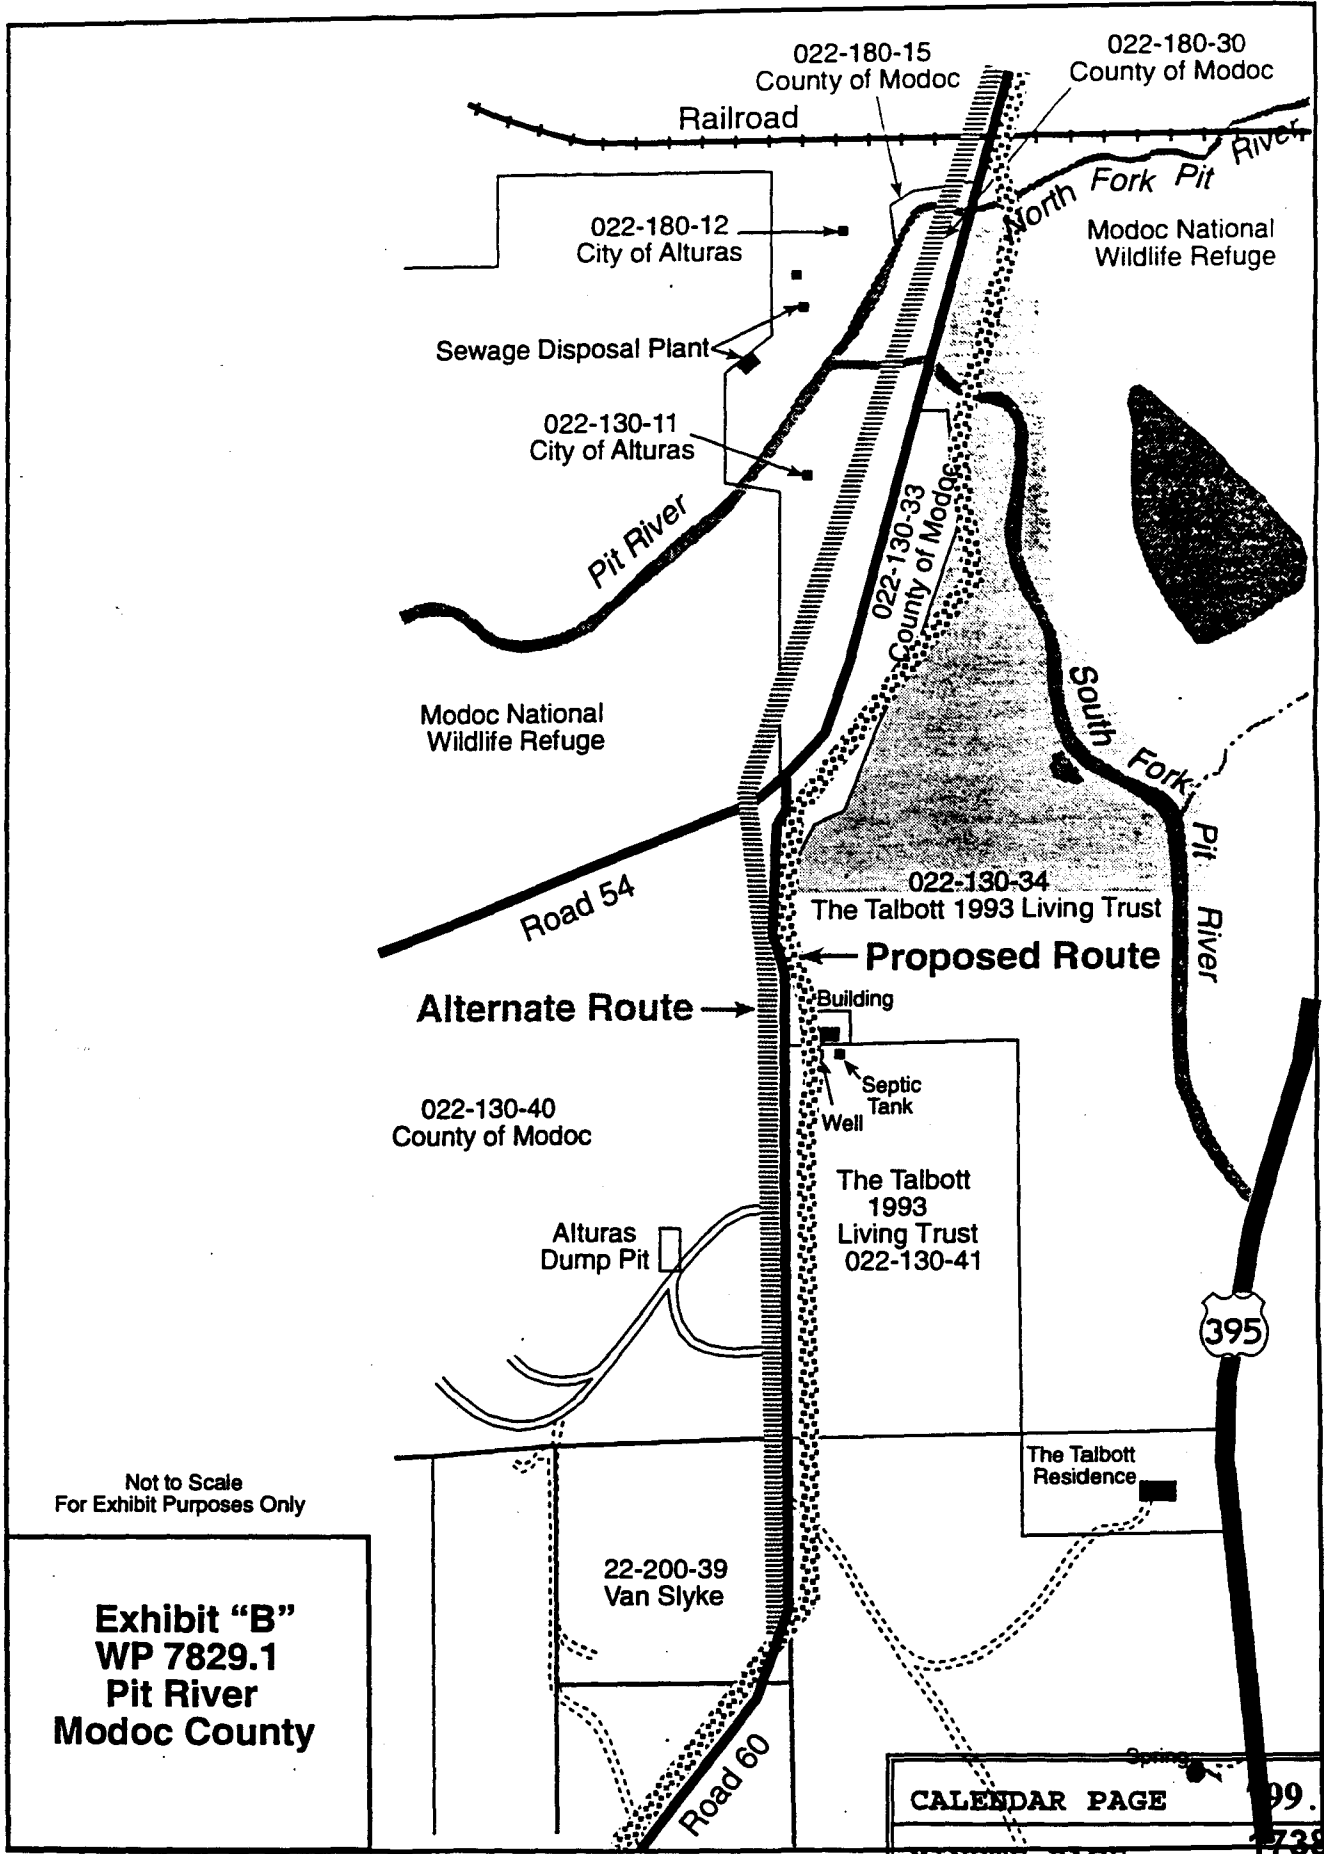 022-180-15
County of Modoc
022-180-30
County of Modoc
Railroad
North Fork Pit River
022-180-12
City of Alturas
Modoc National
Wildlife Refuge
Sewage Disposal Plant
022-130-11
City of Alturas
Pit River
022-130-33
County of Modoc
South Fork Pit River
Modoc National
Wildlife Refuge
Road 54
022-130-34
The Talbott 1993 Living Trust
Proposed Route
Alternate Route
Building
Septic
Tank
Well
022-130-40
County of Modoc
The Talbott
1993
Living Trust
022-130-41
Alturas
Dump Pit
395
The Talbott
Residence
Not to Scale
For Exhibit Purposes Only
22-200-39
Van Slyke
Exhibit “B”
WP 7829.1
Pit River
Modoc County
Road 60
Spring
CALENDAR PAGE 99.